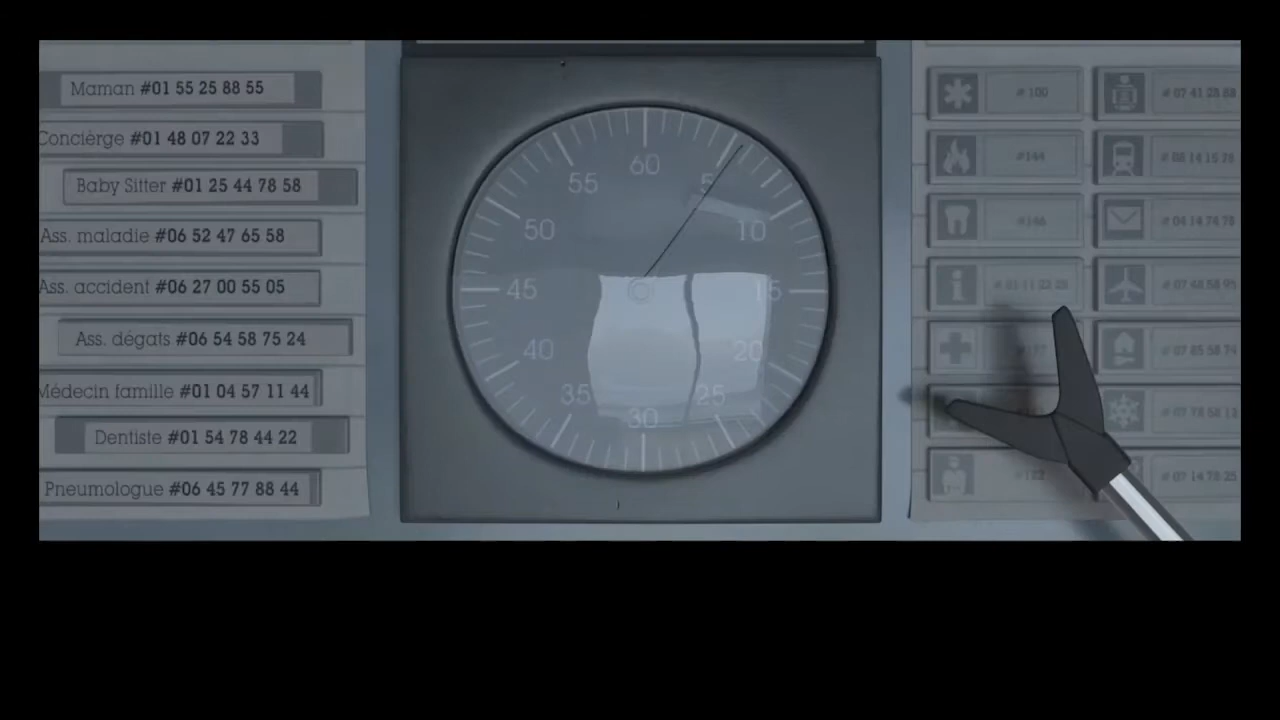 Maman #01 55 25 88 55
Concièrge #01 48 07 22 33
Baby Sitter #01 25 44 78 58
Ass. maladie #06 52 47 65 58
Ass. accident #06 27 00 55 05
Ass. dégats #06 54 58 75 24
Médecin famille #01 04 57 11 44
Dentiste #01 54 78 44 22
Pneumologue #06 45 77 88 44
60
5
10
15
20
25
30
35
40
45
50
55
#100
#144
#146